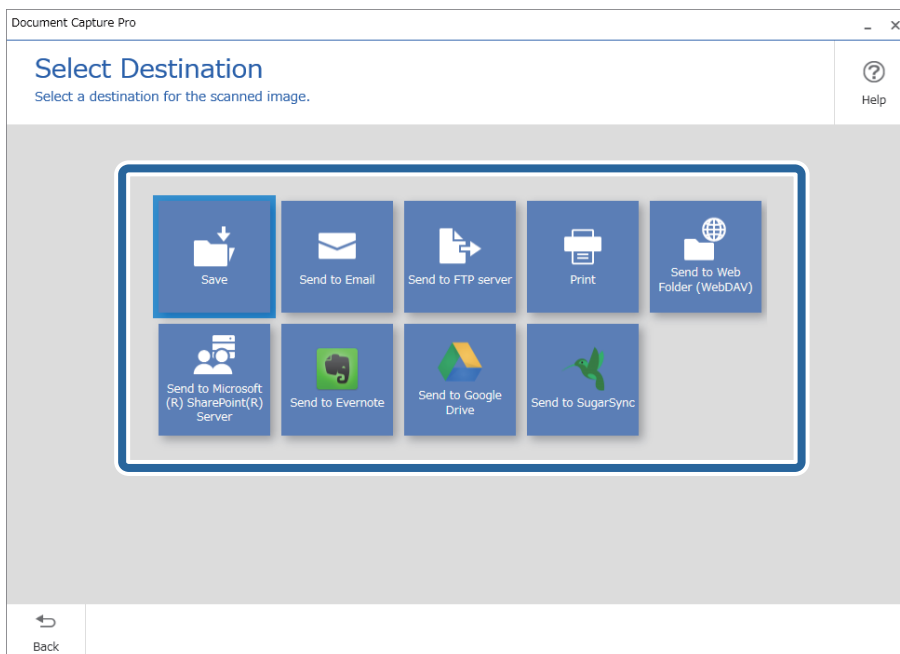 Document Capture Pro
Select Destination
Select a destination for the scanned image.
Help
Save
Send to Email
Send to FTP server
Print
Send to Web
Folder (WebDAV)
Send to Microsoft
(R) SharePoint(R)
Server
Send to Evernote
Send to Google
Drive
Send to SugarSync
Back